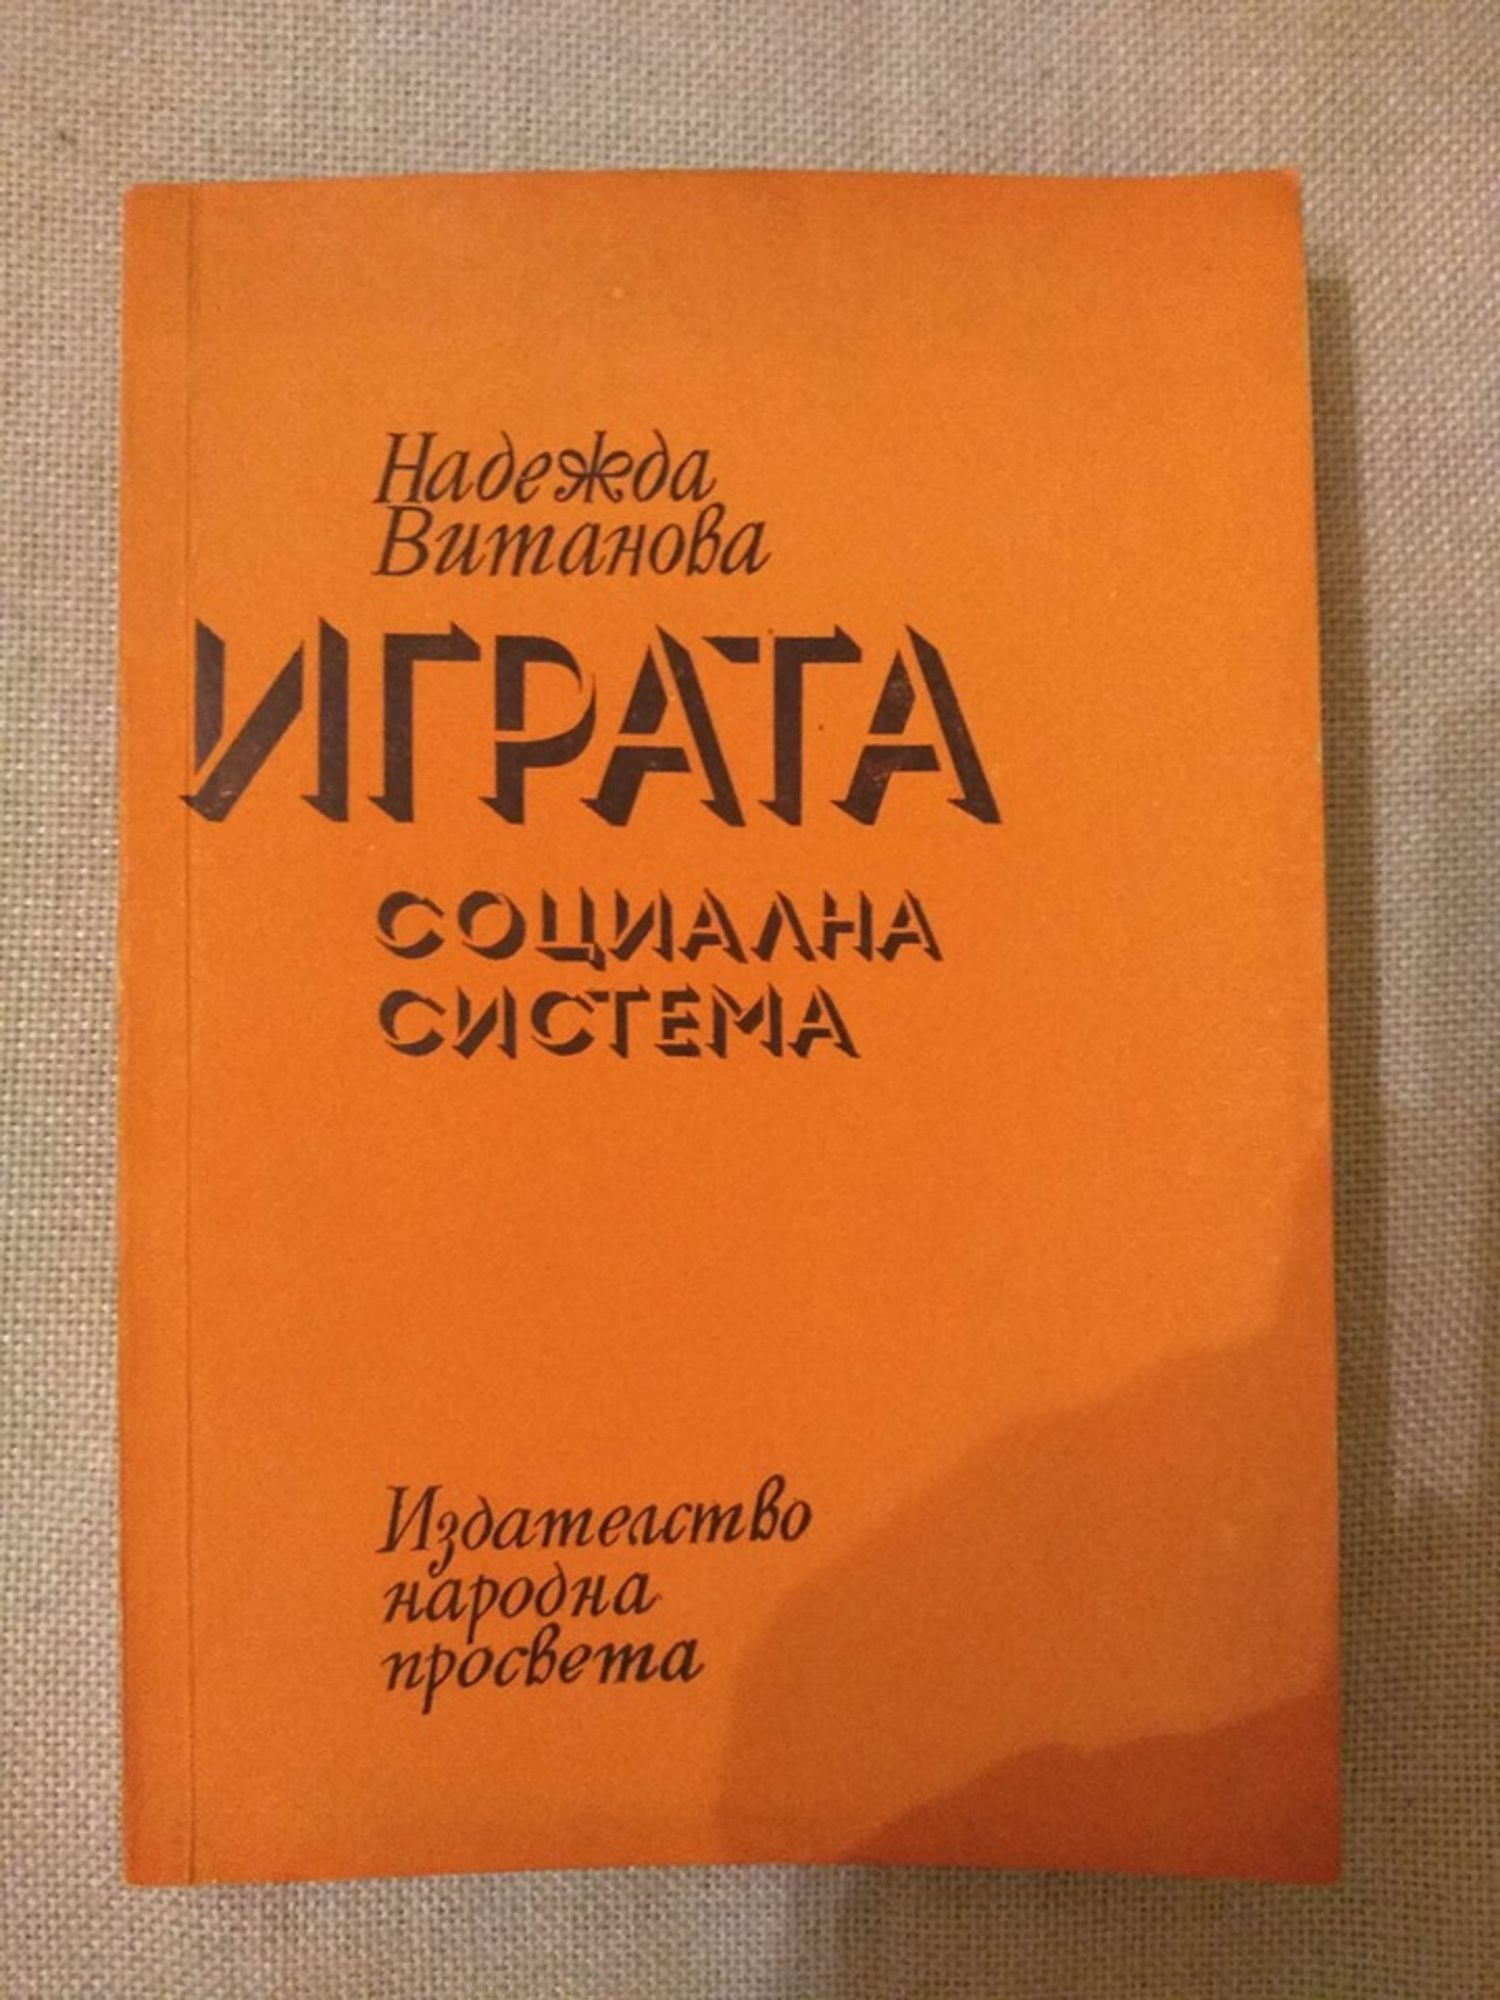 Надежда
Витанова
ИГРАТА
СОЦИАЛНА
СИСТЕМА
Издателство
народна
просвета